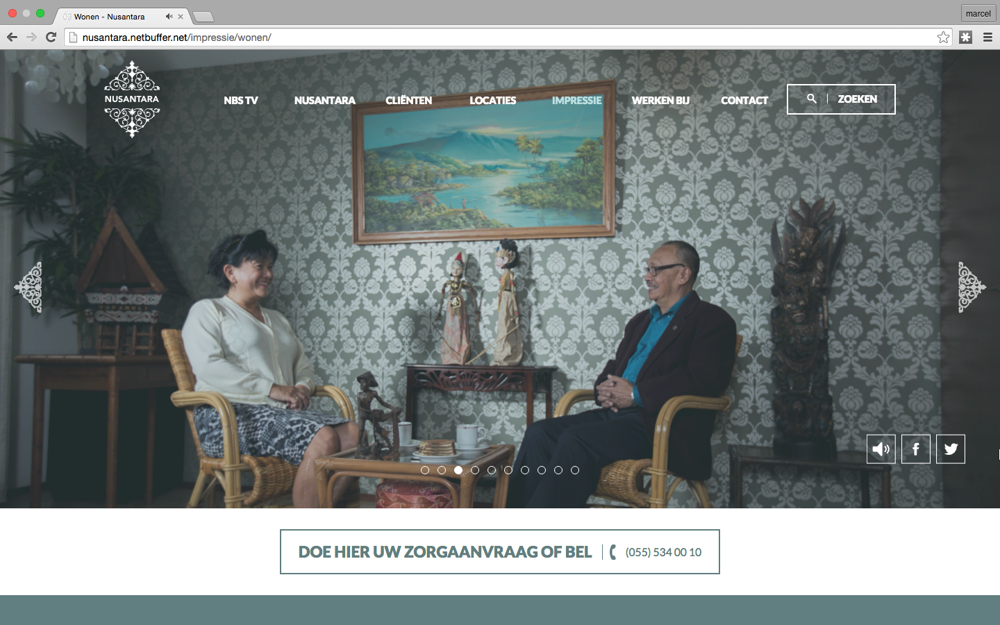 Wonen - Nusantara
marcel
nusantara.netbuffer.net/impressie/wonen/
NUSANTARA
NBS TV
NUSANTARA
CLIËNTEN
LOCATIES
IMPRESSIE
WERKEN BIJ
CONTACT
ZOEKEN
TAPANULI
DOE HIER UW ZORGAANVRAAG OF BEL
(055) 534 00 10